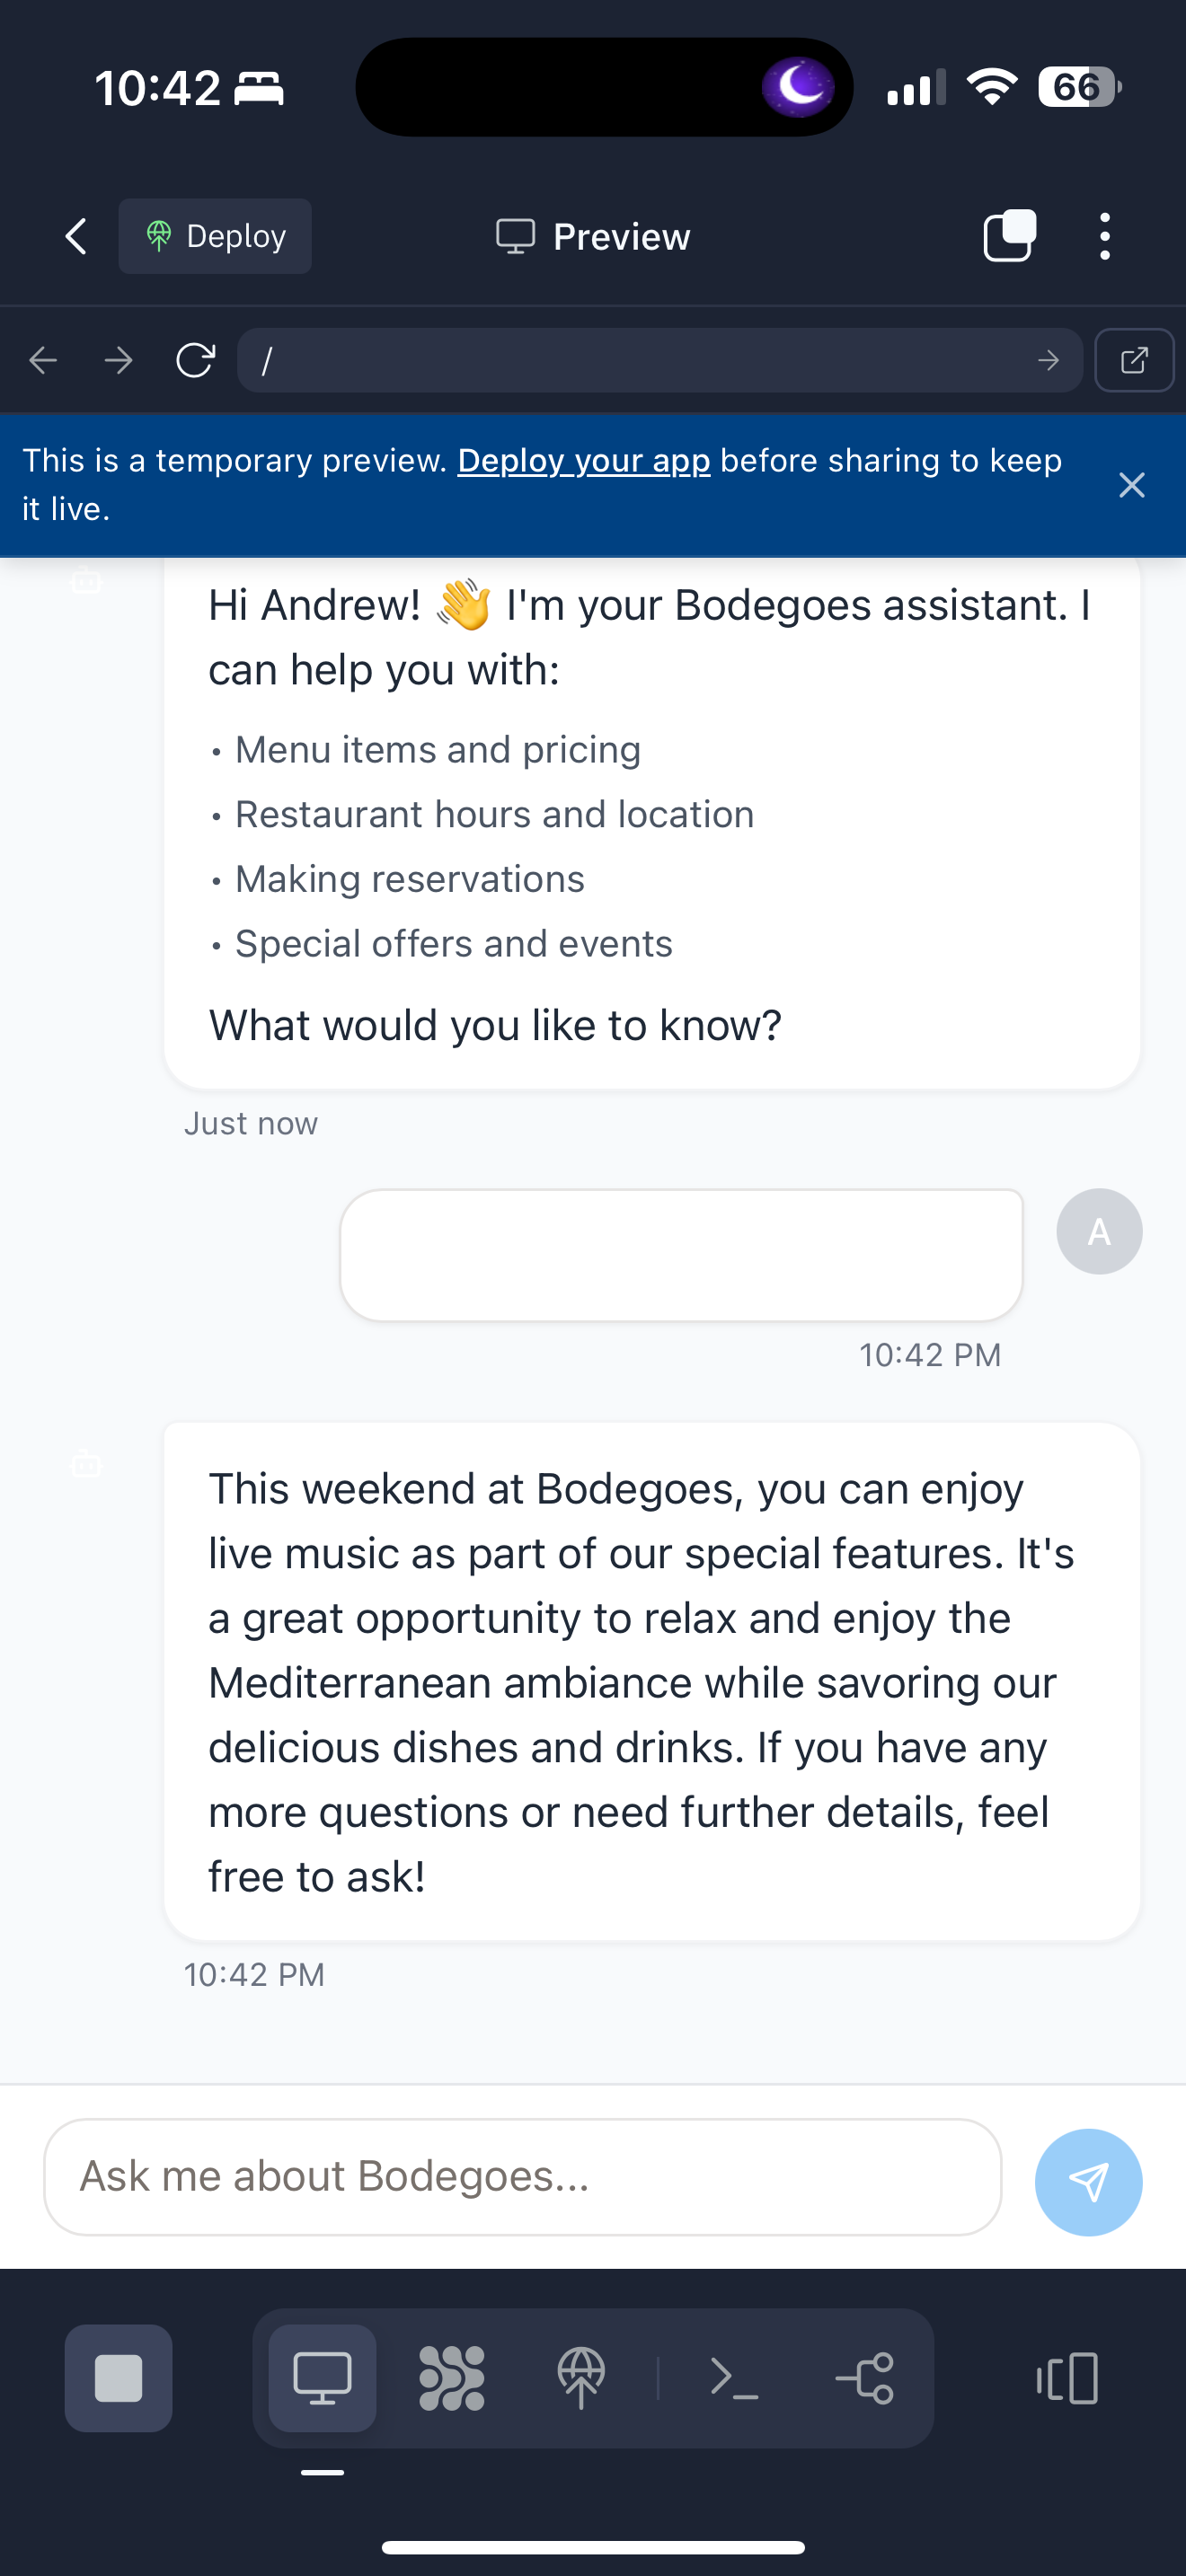 10:42
66
Deploy
Preview
/
This is a temporary preview. Deploy your app before sharing to keep
it live.
Hi Andrew! 👋 I'm your Bodegoes assistant. I
can help you with:
• Menu items and pricing
• Restaurant hours and location
• Making reservations
• Special offers and events
What would you like to know?
Just now
A
10:42 PM
This weekend at Bodegoes, you can enjoy
live music as part of our special features. It's
a great opportunity to relax and enjoy the
Mediterranean ambiance while savoring our
delicious dishes and drinks. If you have any
more questions or need further details, feel
free to ask!
10:42 PM
Ask me about Bodegoes...